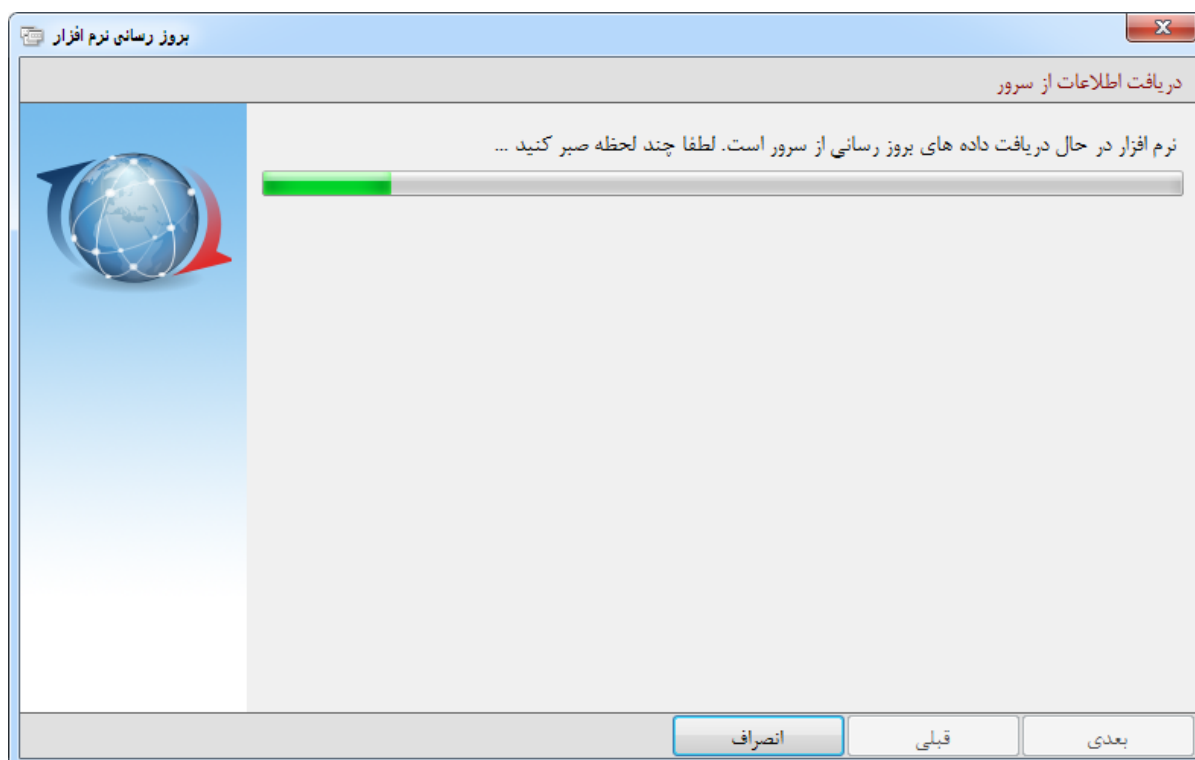 بروز رسانی نرم افزار
دریافت اطلاعات از سرور
نرم افزار در حال دریافت داده های بروز رسانی از سرور است. لطفا چند لحظه صبر کنید ...
بعدی
قبلی
انصراف